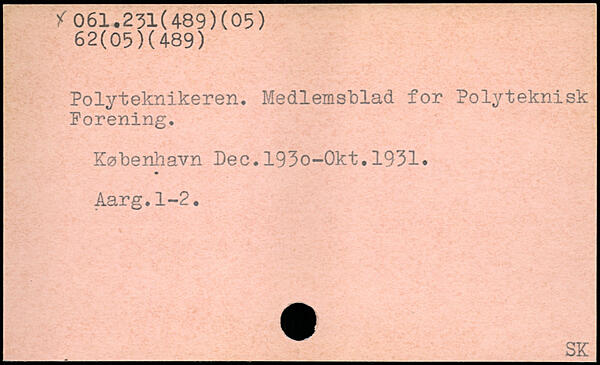 x 061.231(489)(05)
62(05)(489)
Polyteknikeren. Medlemsblad for Polyteknisk
Forening.
København Dec.193o-Okt.1931.
Aarg.1-2.
SK